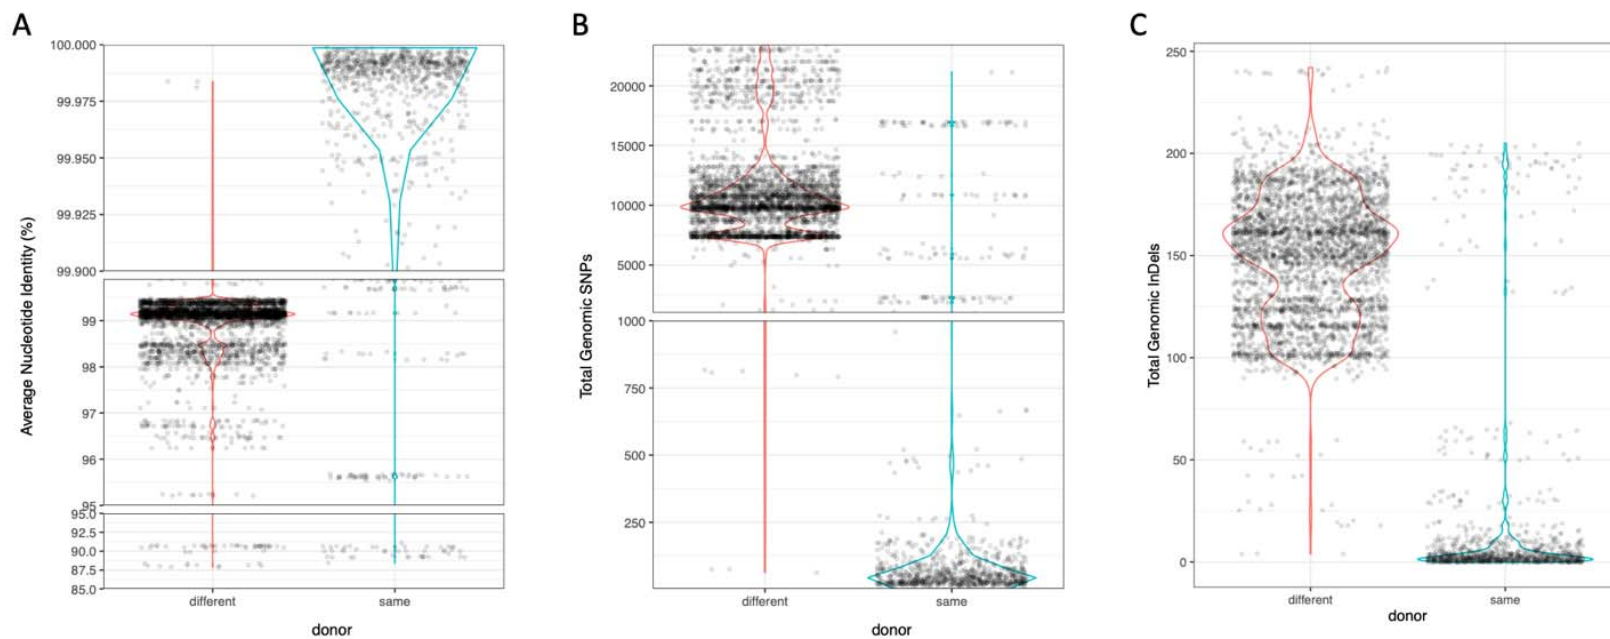 A
100.000
99.975
99.950
99.925
99.900
99
98
97
96
95
95.0
92.5
90.0
87.5
85.0
Average Nucleotide Identity (%)
different same
donor
B
20000
15000
10000
5000
1000
750
500
250
Total Genomic SNPs
different same
donor
C
250
200
150
100
50
0
Total Genomic InDels
different same
donor